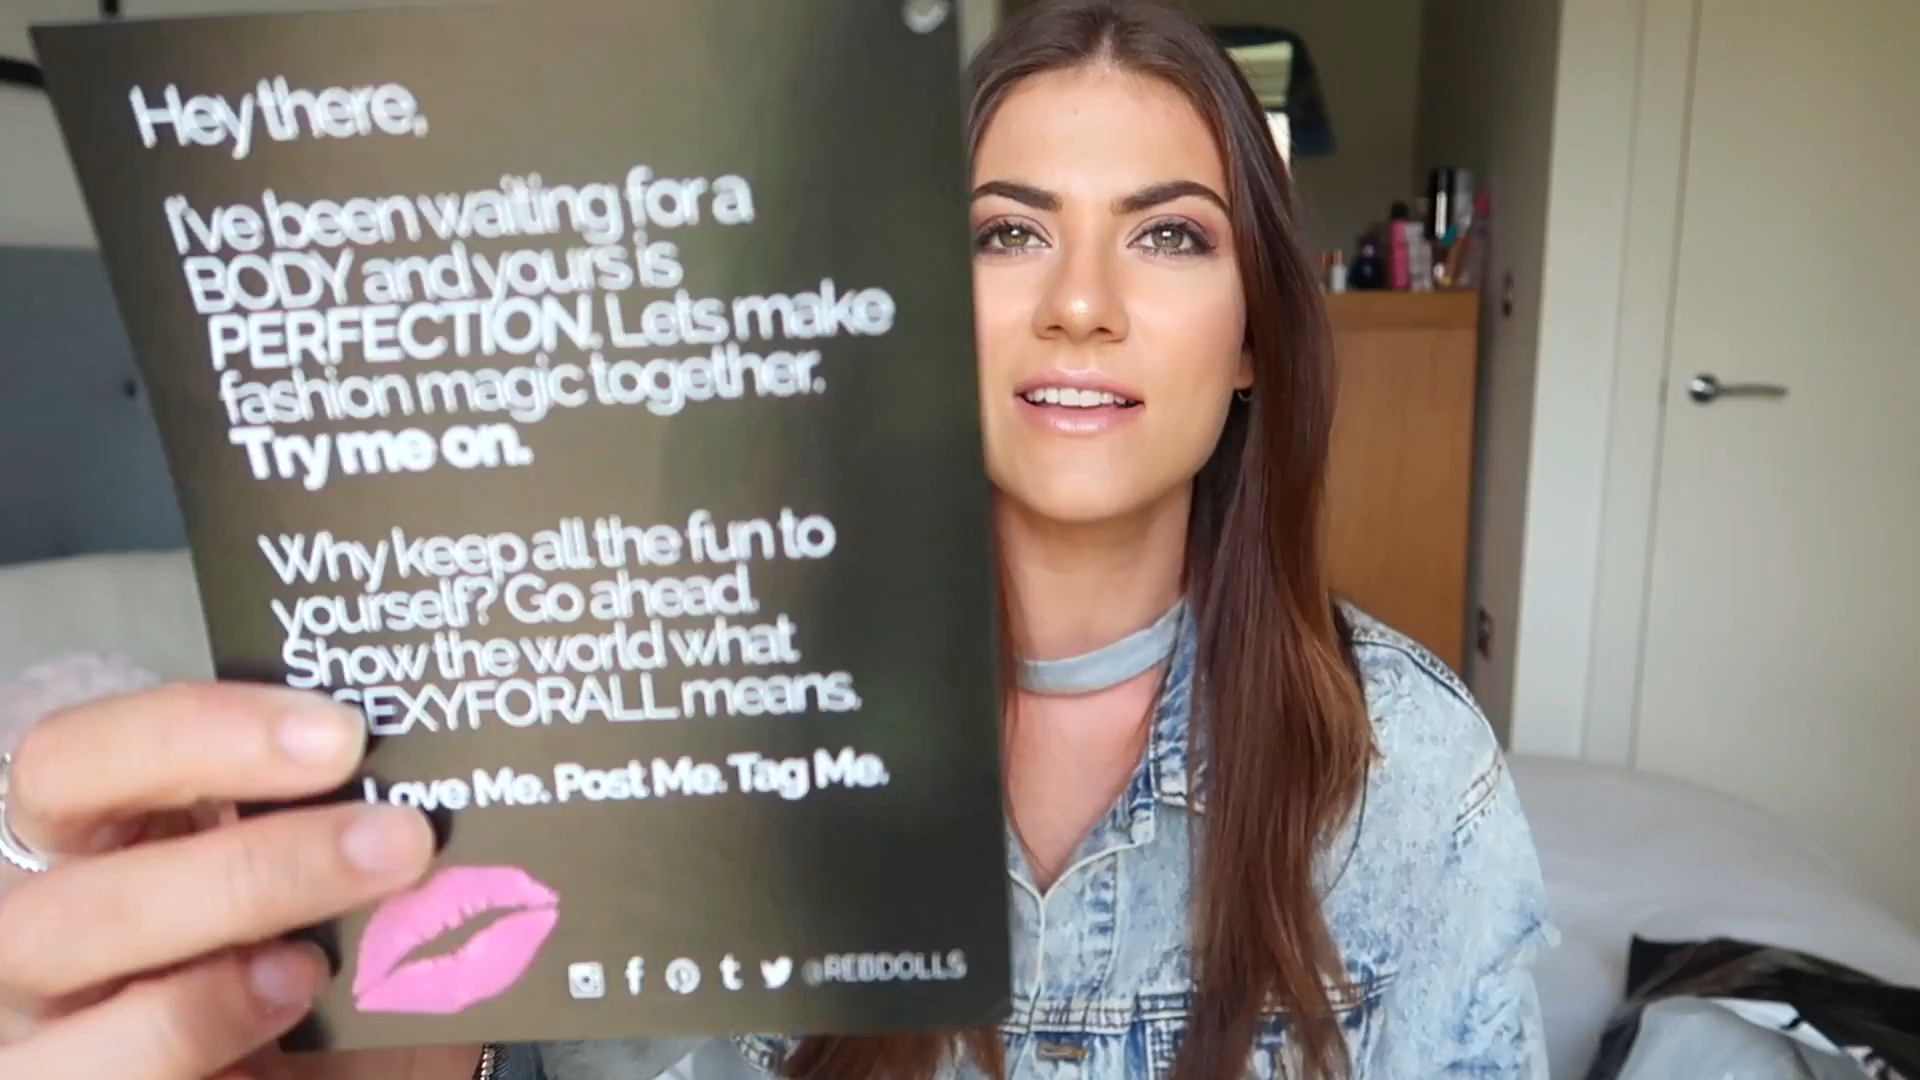 Hey there,
I've been waiting for a
BODY and yours is
PERFECTION. Lets make
fashion magic together.
Try me on.
Why keep all the fun to
yourself? Go ahead.
Show the world what
SEXYFORALL means.
Love Me. Post Me. Tag Me.
@REBDOLLS